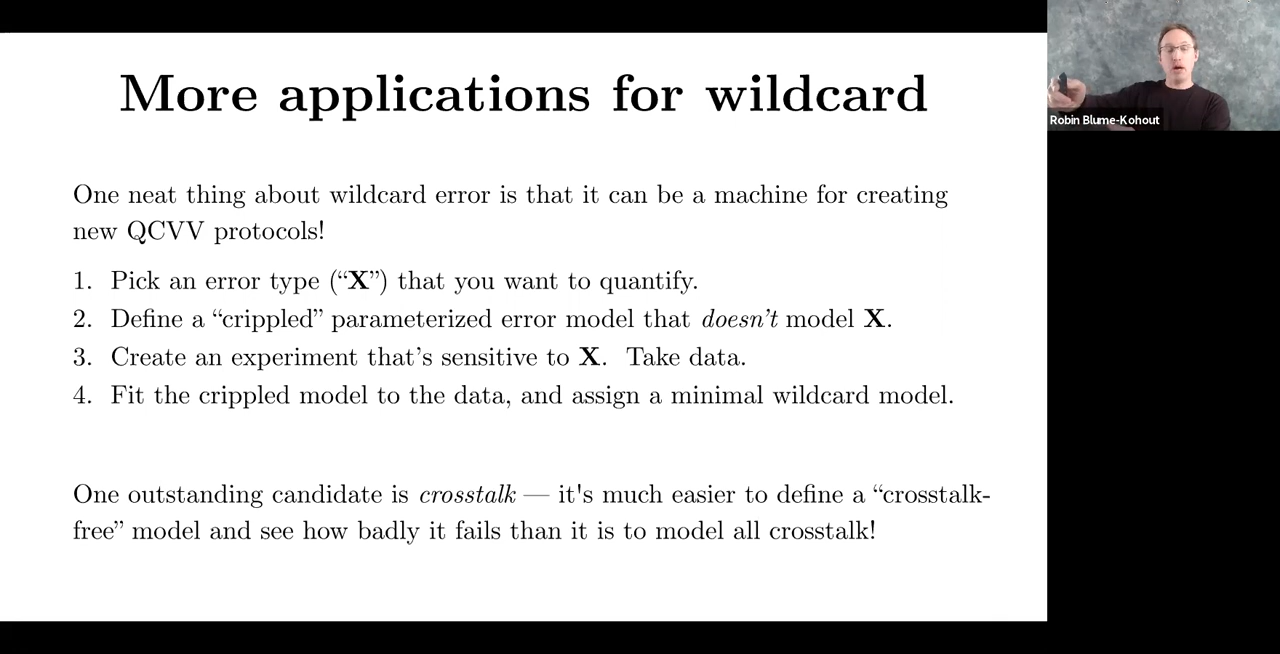 More applications for wildcard
Robin Blume-Kohout
One neat thing about wildcard error is that it can be a machine for creating
new QCVV protocols!
1. Pick an error type (“X”) that you want to quantify.
2. Define a “crippled” parameterized error model that doesn’t model X.
3. Create an experiment that’s sensitive to X. Take data.
4. Fit the crippled model to the data, and assign a minimal wildcard model.
One outstanding candidate is crosstalk — it's much easier to define a “crosstalk-
free” model and see how badly it fails than it is to model all crosstalk!